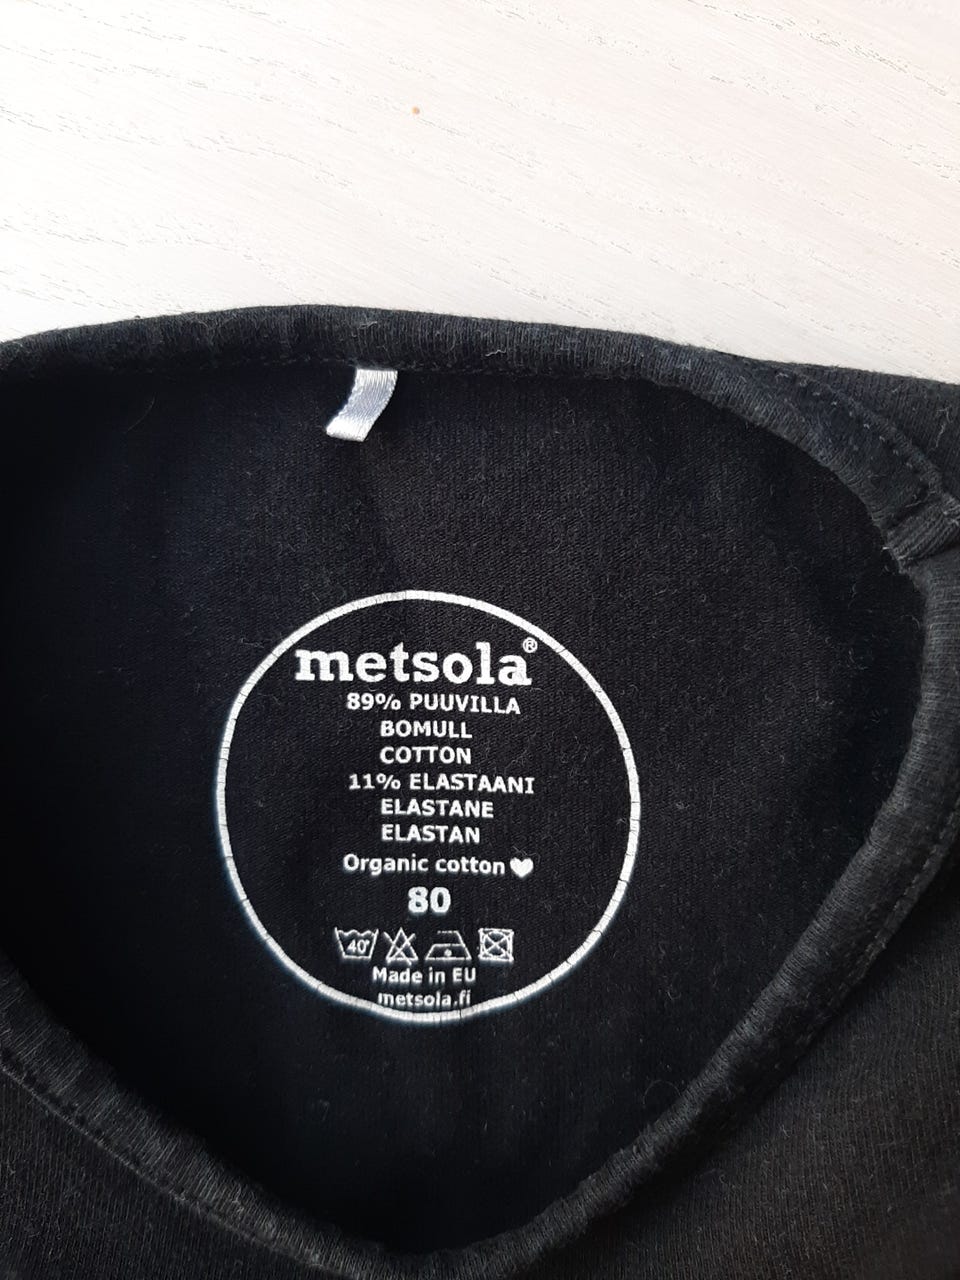 metsola®
89% PUUVILLA
BOMULL
COTTON
11% ELASTAANI
ELASTANE
ELASTAN
Organic cotton♥
80
40°
Made in EU
metsola.fi